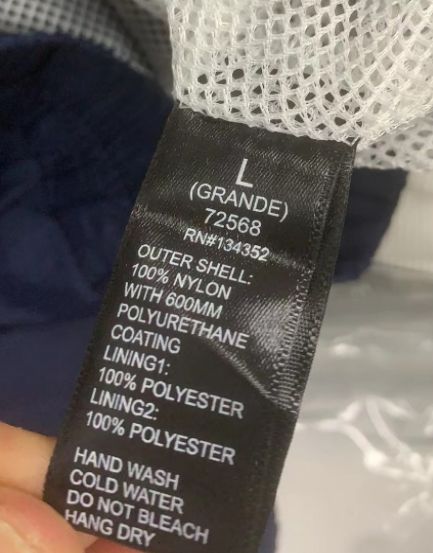 L
(GRANDE)
72568
RN#134352
OUTER SHELL:
100% NYLON
WITH 600MM
POLYURETHANE
COATING
LINING1:
100% POLYESTER
LINING2:
100% POLYESTER
HAND WASH
COLD WATER
DO NOT BLEACH
HANG DRY